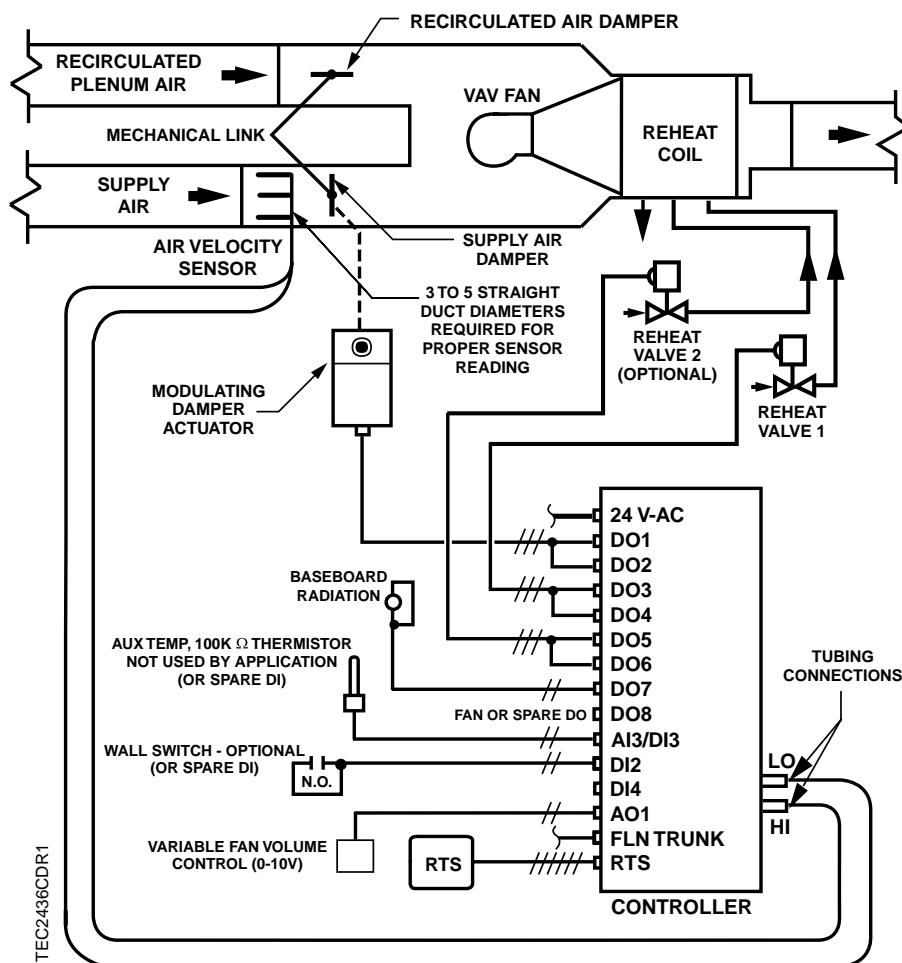 RECIRCULATED AIR DAMPER
RECIRCULATED
PLENUM AIR
VAV FAN
MECHANICAL LINK
REHEAT
COIL
SUPPLY
AIR
AIR VELOCITY
SENSOR
SUPPLY AIR
DAMPER
3 TO 5 STRAIGHT
DUCT DIAMETERS
REQUIRED FOR
PROPER SENSOR
READING
REHEAT
VALVE 2
(OPTIONAL)
REHEAT
VALVE 1
MODULATING
DAMPER
ACTUATOR
24 V-AC
DO1
DO2
BASEBOARD
RADIATION
DO3
DO4
AUX TEMP, 100K Ω THERMISTOR
NOT USED BY APPLICATION
(OR SPARE DI)
DO5
DO6
TUBING
CONNECTIONS
DO7
FAN OR SPARE DO
DO8
AI3/DI3
WALL SWITCH - OPTIONAL
(OR SPARE DI)
N.O.
DI2
LO
DI4
AO1
HI
VARIABLE FAN VOLUME
CONTROL (0-10V)
FLN TRUNK
RTS
RTS
CONTROLLER
TEC2436CDR1